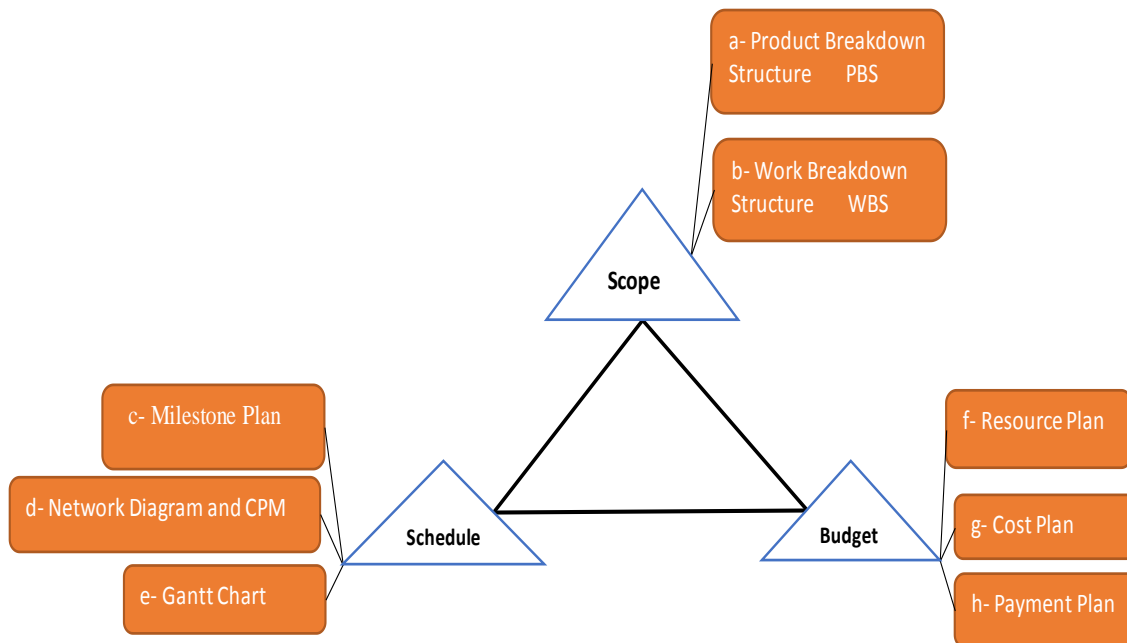 a- Product Breakdown
Structure PBS
b- Work Breakdown
Structure WBS
Scope
c- Milestone Plan
d- Network Diagram and CPM
e- Gantt Chart
Schedule
Budget
f- Resource Plan
g- Cost Plan
h- Payment Plan